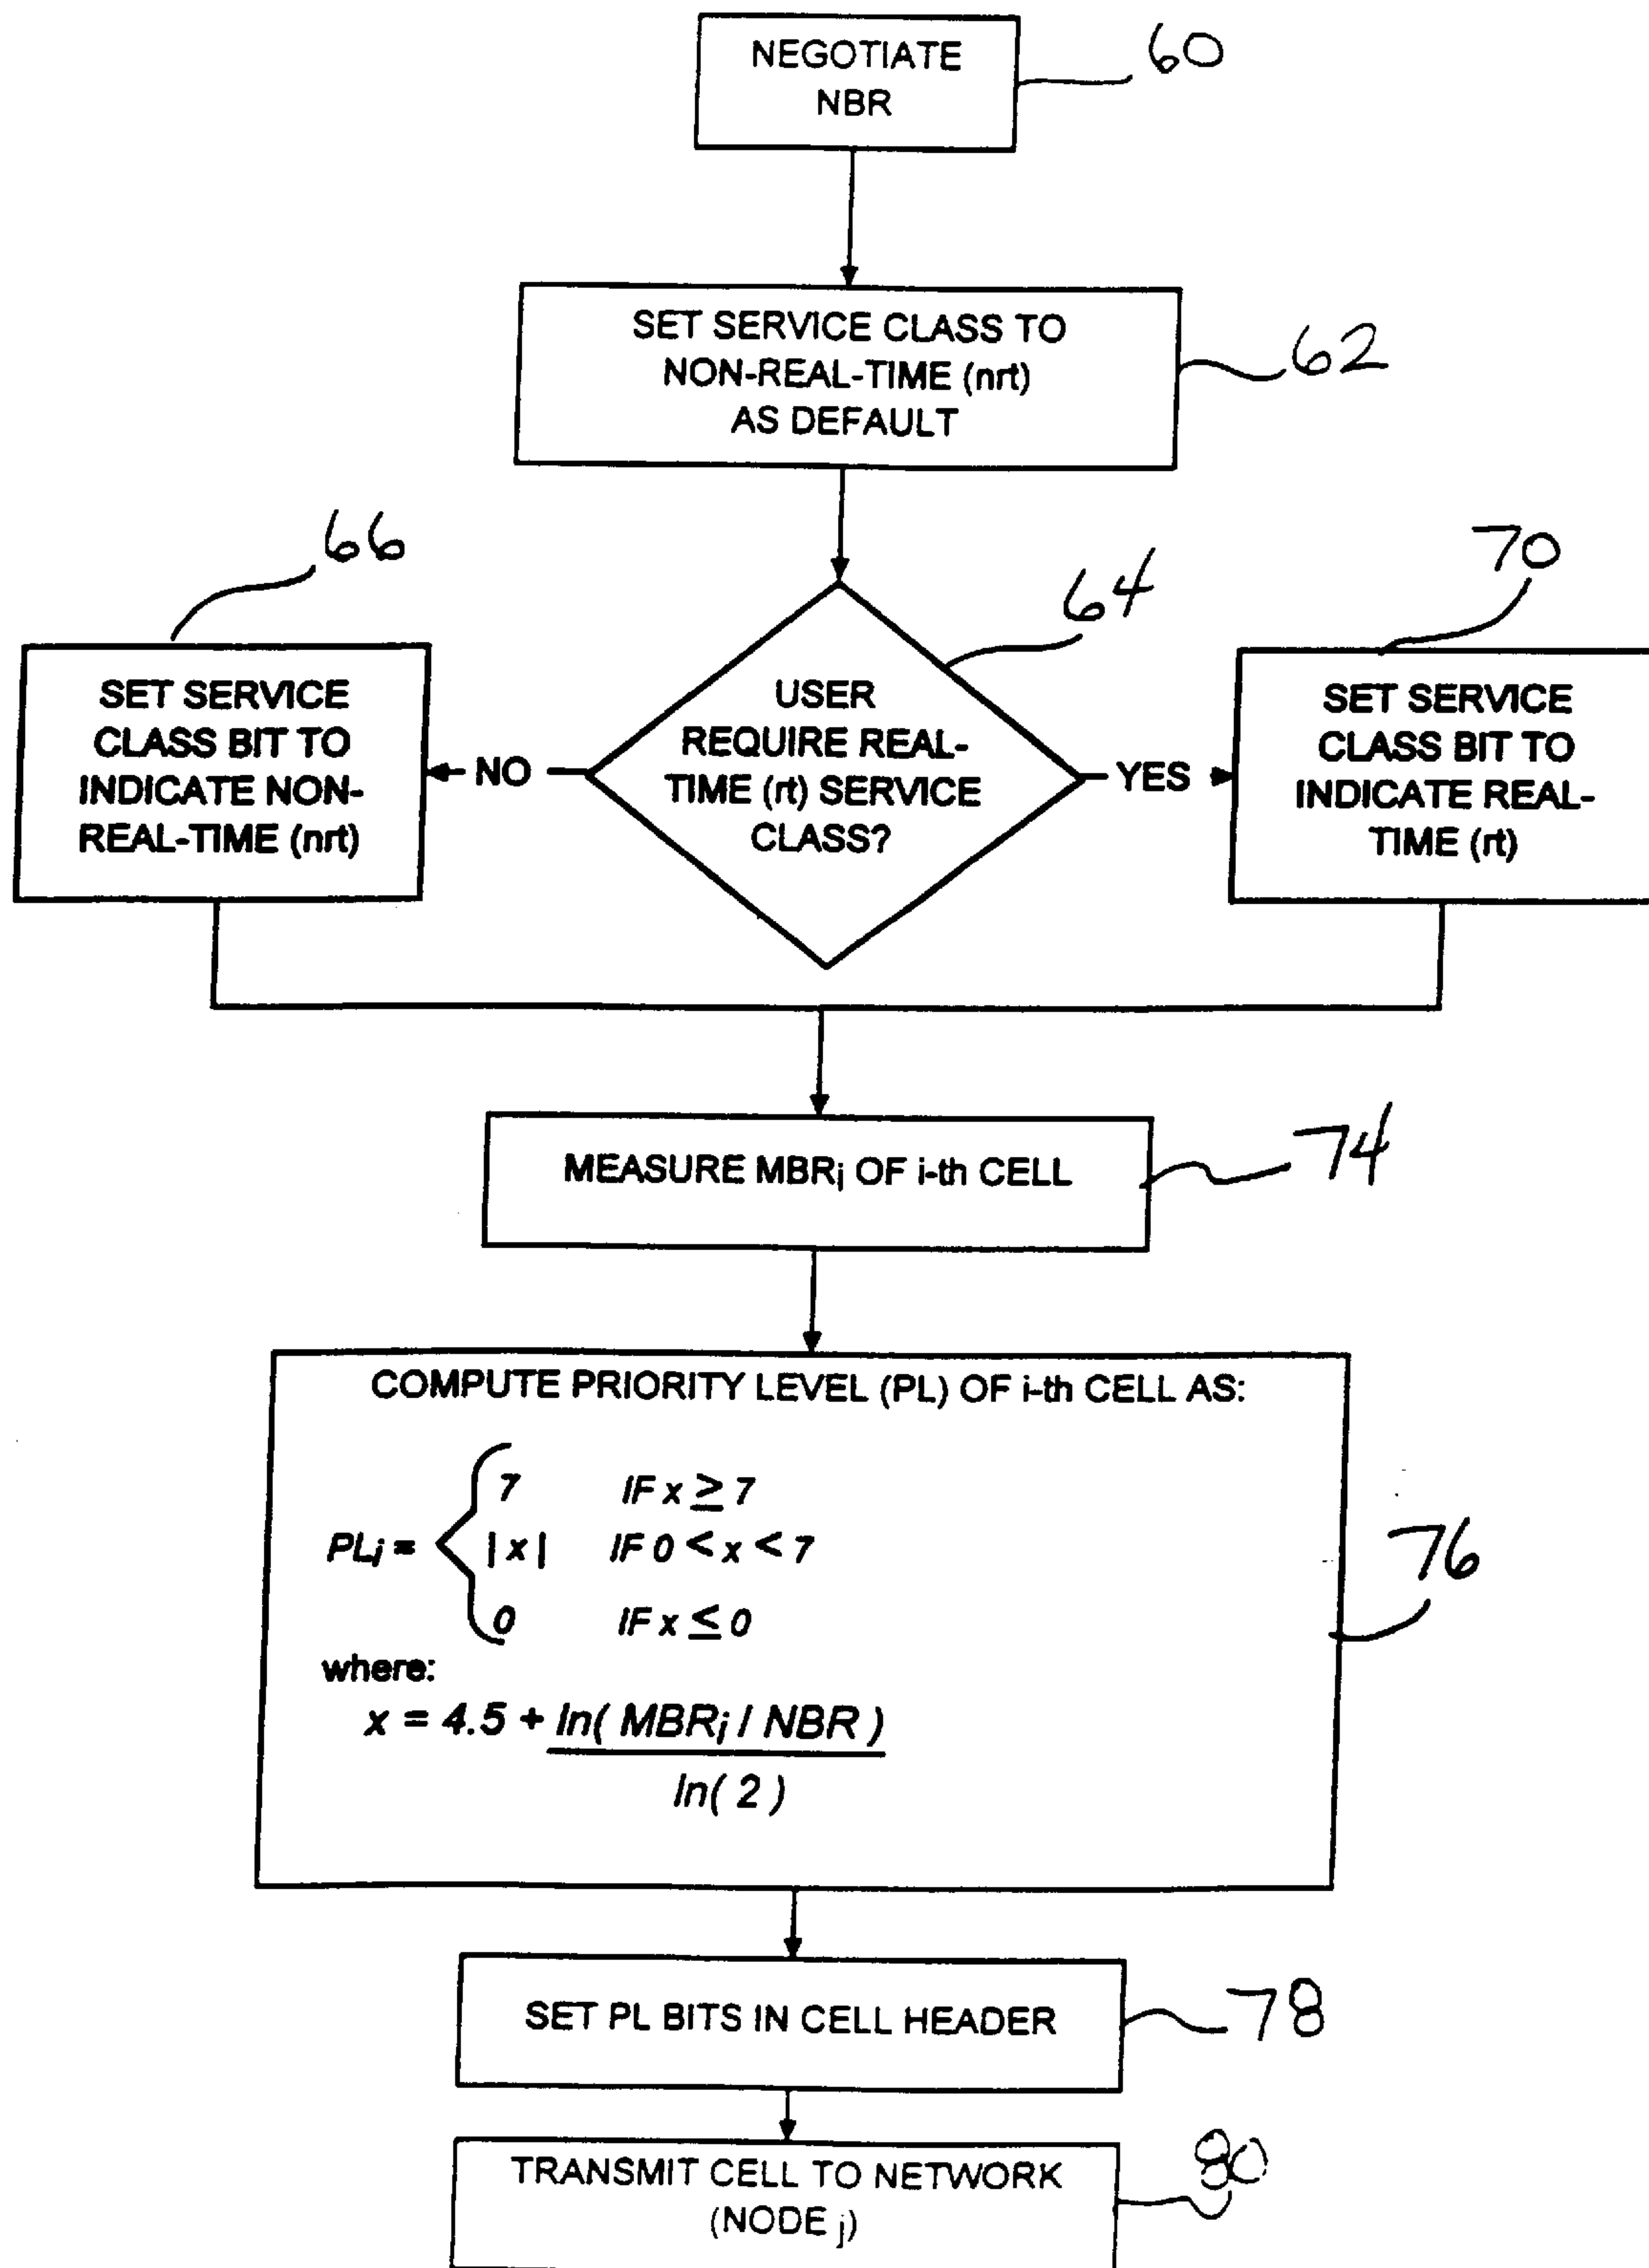 NEGOTIATE
NBR
60
SET SERVICE CLASS TO
NON-REAL-TIME (nrt)
AS DEFAULT
62
66
64
70
SET SERVICE
CLASS BIT TO
INDICATE NON-
REAL-TIME (nrt)
NO
USER
REQUIRE REAL-
TIME (rt) SERVICE
CLASS?
YES
SET SERVICE
CLASS BIT TO
INDICATE REAL-
TIME (rt)
MEASURE MBRi OF i-th CELL
74
COMPUTE PRIORITY LEVEL (PL) OF i-th CELL AS:
7 IF x ≥ 7
PLi = { | x | IF 0 < x < 7
0 IF x ≤ 0
where:
x = 4.5 + ln( MBRi / NBR )
ln( 2 )
76
SET PL BITS IN CELL HEADER
78
TRANSMIT CELL TO NETWORK
(NODE j)
80